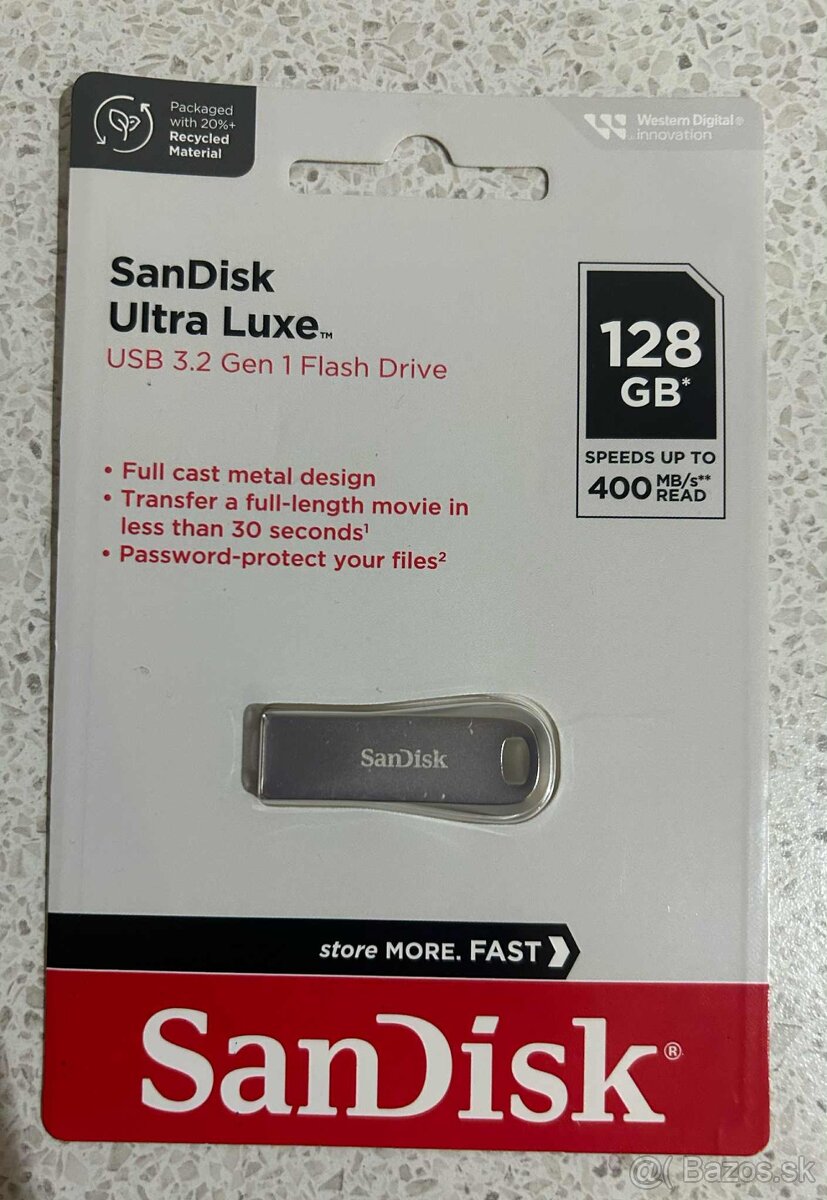 Packaged
with 20%+
Recycled
Material
Western Digital®
innovation
SanDisk
Ultra Luxe™
USB 3.2 Gen 1 Flash Drive
128
GB*
SPEEDS UP TO
400 MB/s**
READ
• Full cast metal design
• Transfer a full-length movie in
less than 30 seconds¹
• Password-protect your files²
SanDisk
store MORE. FAST
SanDisk®
@( Bazos.sk